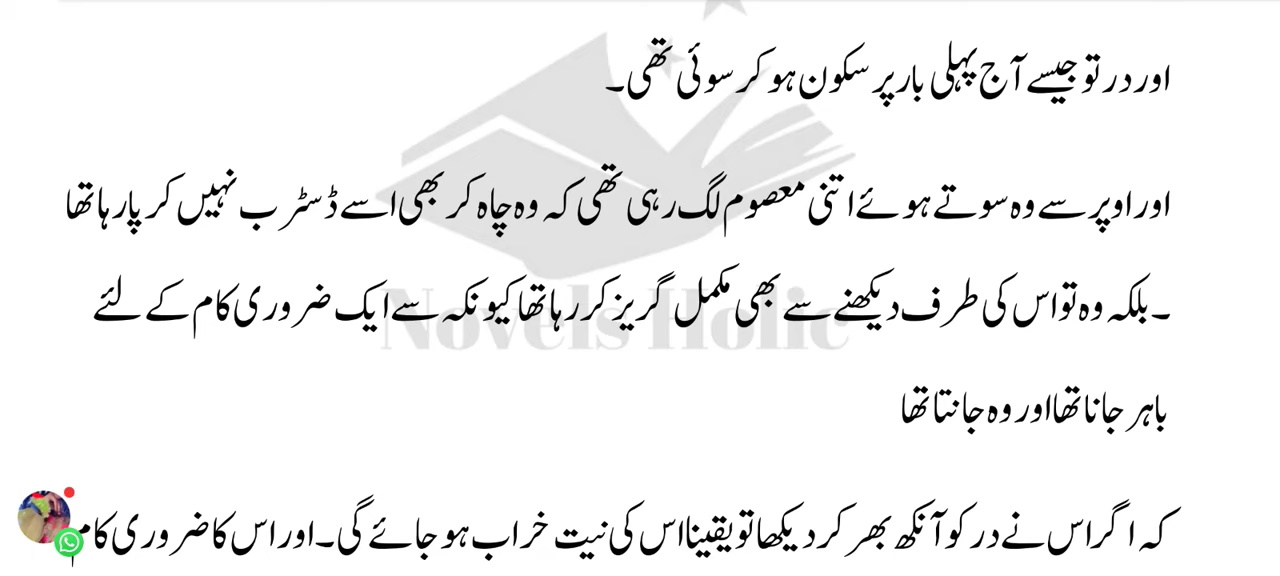 اور در تو جیسے آج پہلی بار پر سکون ہو کر سوئی تھی۔
اور اوپر سے وہ سوتے ہوئے اتنی معصوم لگ رہی تھی کہ وہ چاہ کر بھی اسے ڈسٹرب نہیں کر پا رہا تھا
۔بلکہ وہ تو اس کی طرف دیکھنے سے بھی مکمل گریز کر رہا تھا کیونکہ سے ایک ضروری کام کے لئے
Novels Holic
باہر جانا تھا اور وہ جانتا تھا
کہ اگر اس نے در کو آنکھ بھر کر دیکھا تو یقینا اس کی نیت خراب ہو جائے گی۔ اور اس کا ضروری کام